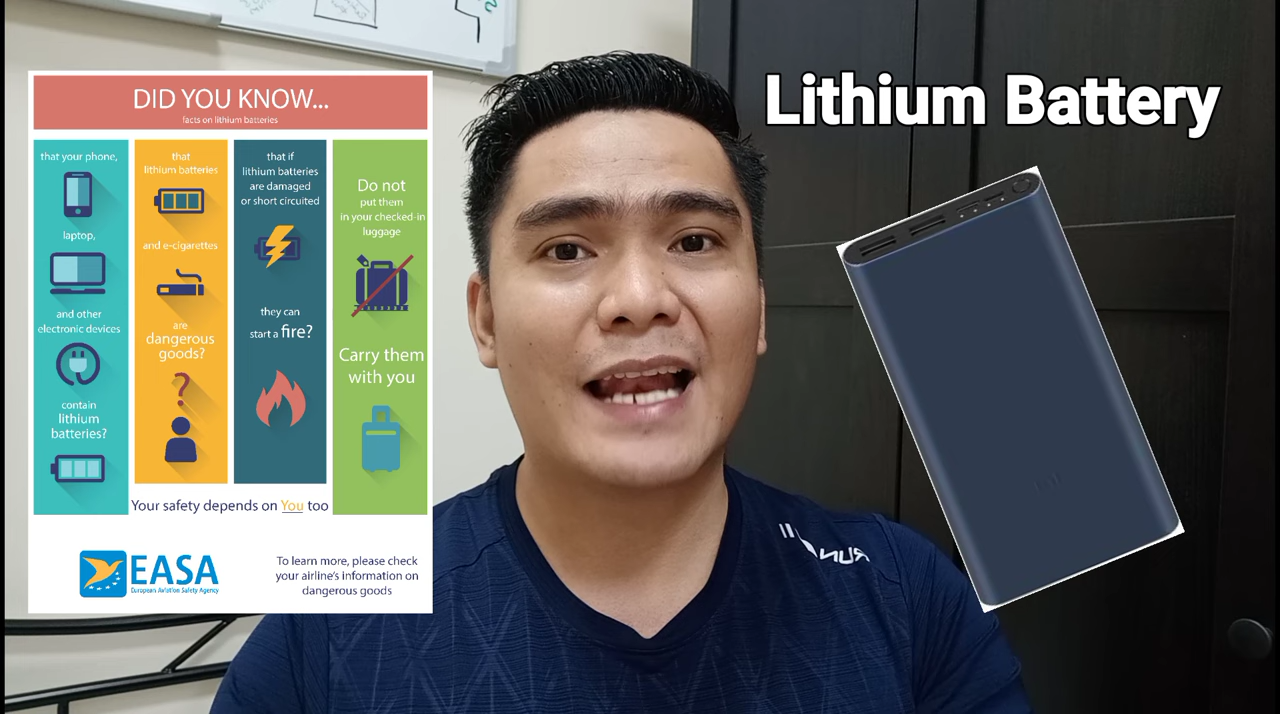 DID YOU KNOW...
facts on lithium batteries
that your phone,
laptop,
and other
electronic devices
contain
lithium
batteries?
that
lithium batteries
and e-cigarettes
are
dangerous
goods?
?
that if
lithium batteries
are damaged
or short circuited
they can
start a fire?
Do not
put them
in your checked-in
luggage
Carry them
with you
Your safety depends on You too
EASA
European Aviation Safety Agency
To learn more, please check
your airline's information on
dangerous goods
Lithium Battery
RUN